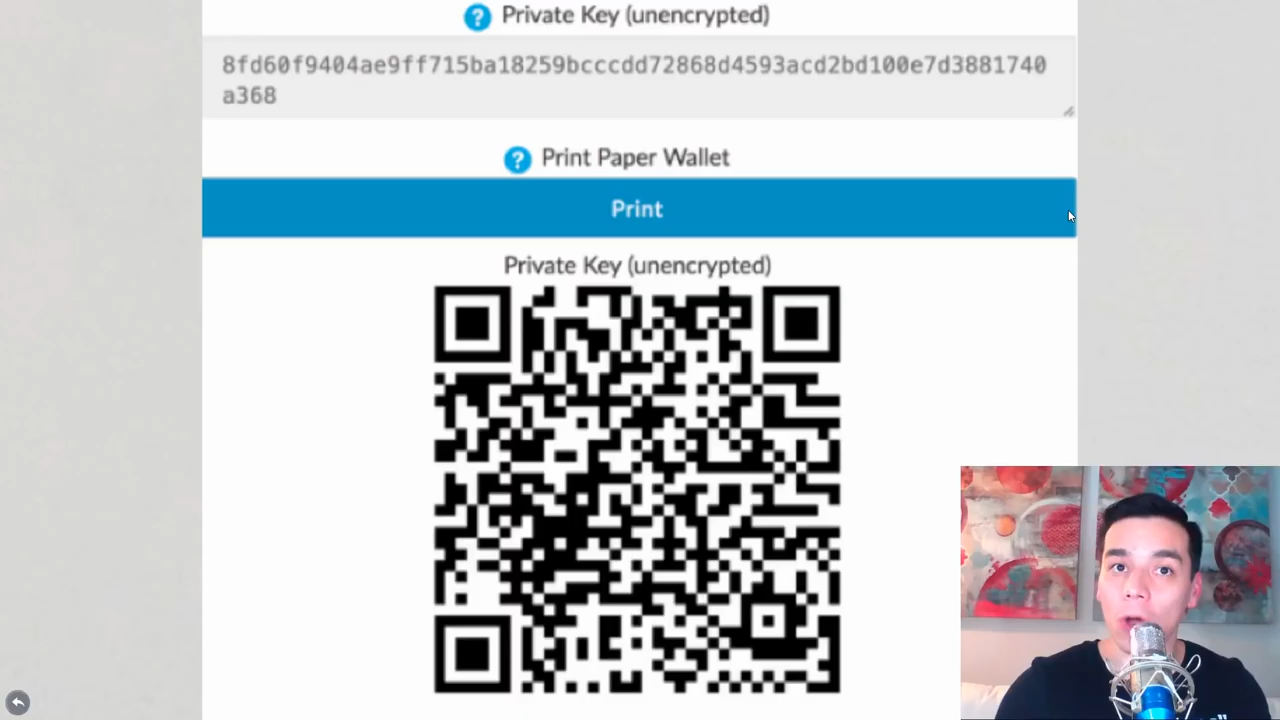 Private Key (unencrypted)
8fd60f9404ae9ff715ba18259bcccdd72868d4593acd2bd100e7d3881740
a368
Print Paper Wallet
Print
Private Key (unencrypted)